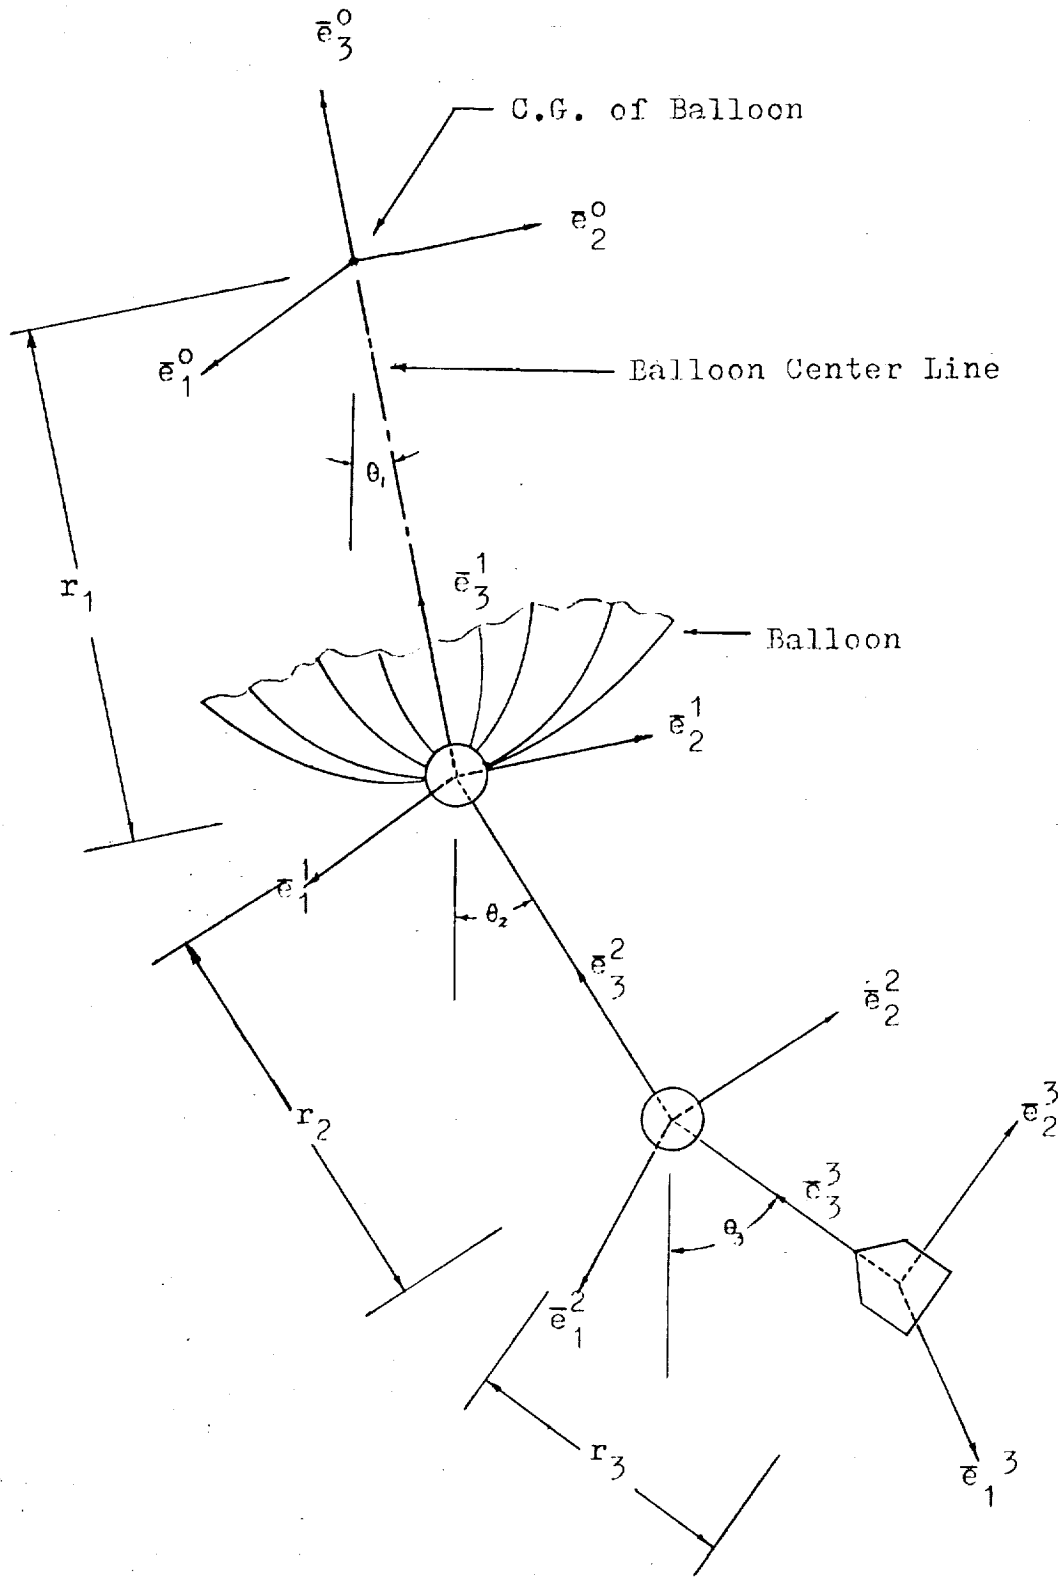 ē₃⁰
C.G. of Balloon
ē₂⁰
ē₁⁰
Balloon Center Line
θ₁
ē₃¹
r₁
Balloon
ē₂¹
ē₁¹
θ₂
ē₃²
ē₂²
r₂
ē₂³
ē₃³
θ₃
ē₁²
r₃
ē₁³